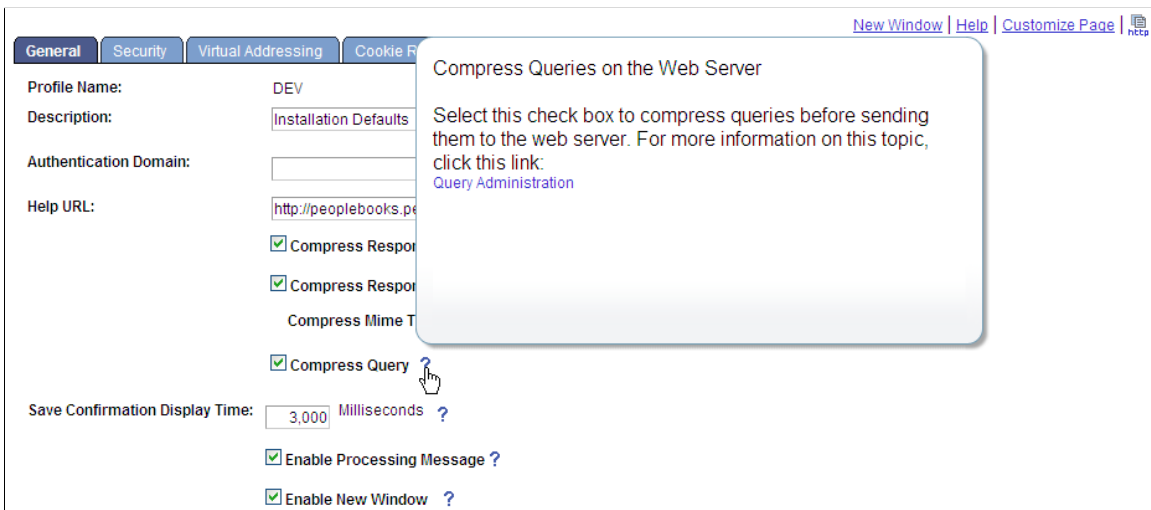 New Window | Help | Customize Page | http
General Security Virtual Addressing Cookie R
Profile Name: DEV
Description: Installation Defaults
Authentication Domain:
Help URL: http://peoplebooks.pe
Compress Respon
Compress Respon
Compress Mime T
Compress Query ?
Save Confirmation Display Time: 3,000 Milliseconds ?
Enable Processing Message ?
Enable New Window ?
Compress Queries on the Web Server
Select this check box to compress queries before sending
them to the web server. For more information on this topic,
click this link:
Query Administration